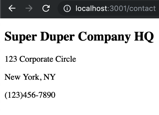 localhost:3001/contact
Super Duper Company HQ
123 Corporate Circle
New York, NY
(123)456-7890